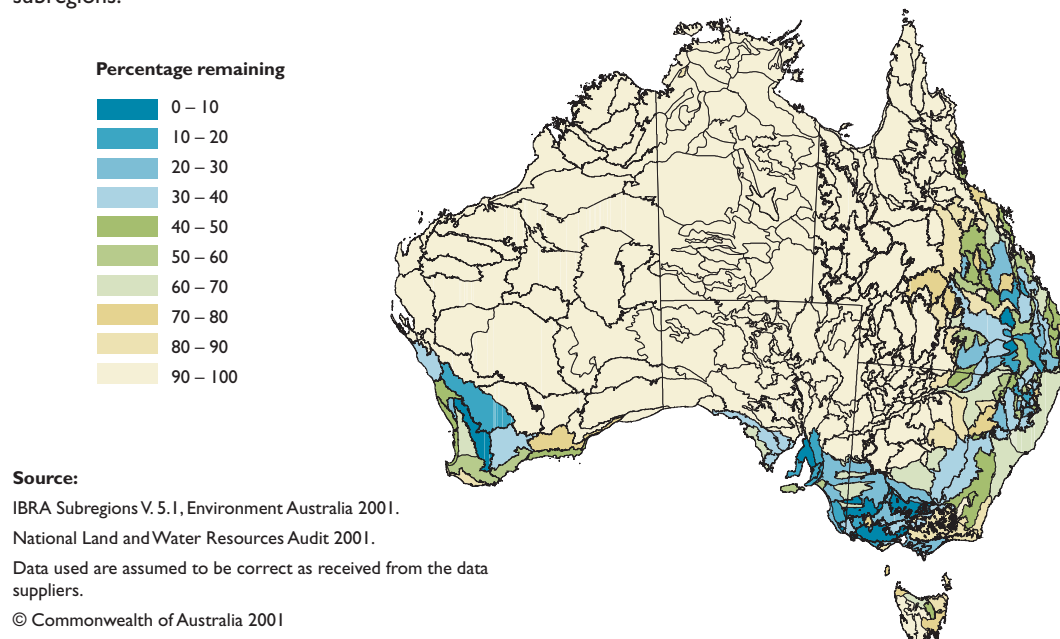 subregions.
Percentage remaining
0 – 10
10 – 20
20 – 30
30 – 40
40 – 50
50 – 60
60 – 70
70 – 80
80 – 90
90 – 100
Source:
IBRA Subregions V. 5.1, Environment Australia 2001.
National Land and Water Resources Audit 2001.
Data used are assumed to be correct as received from the data
suppliers.
© Commonwealth of Australia 2001